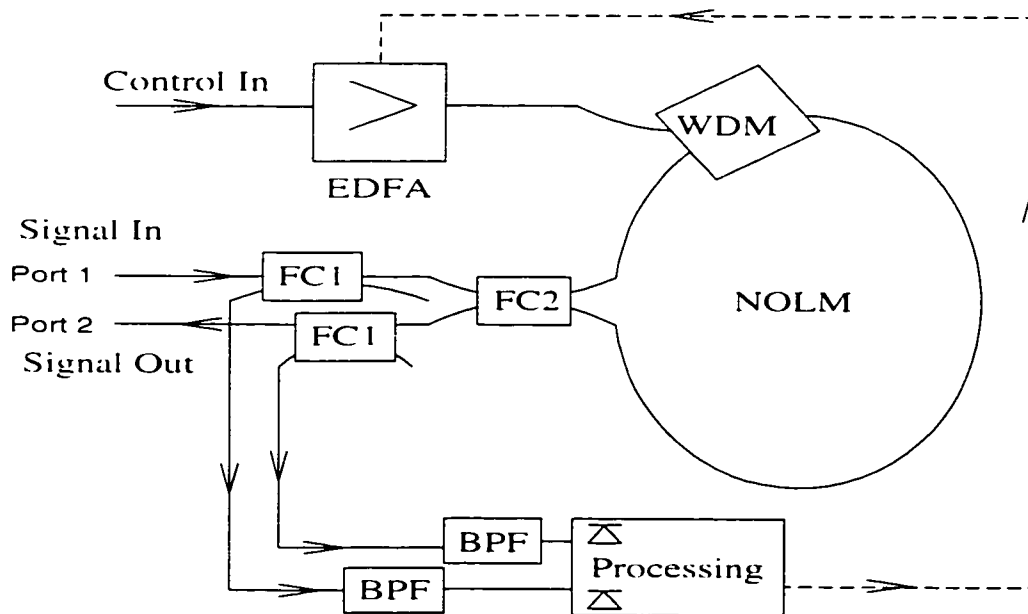 Control In
EDFA
WDM
Signal In
Port 1
FC1
FC2
NOLM
Port 2
FC1
Signal Out
BPF
Processing
BPF